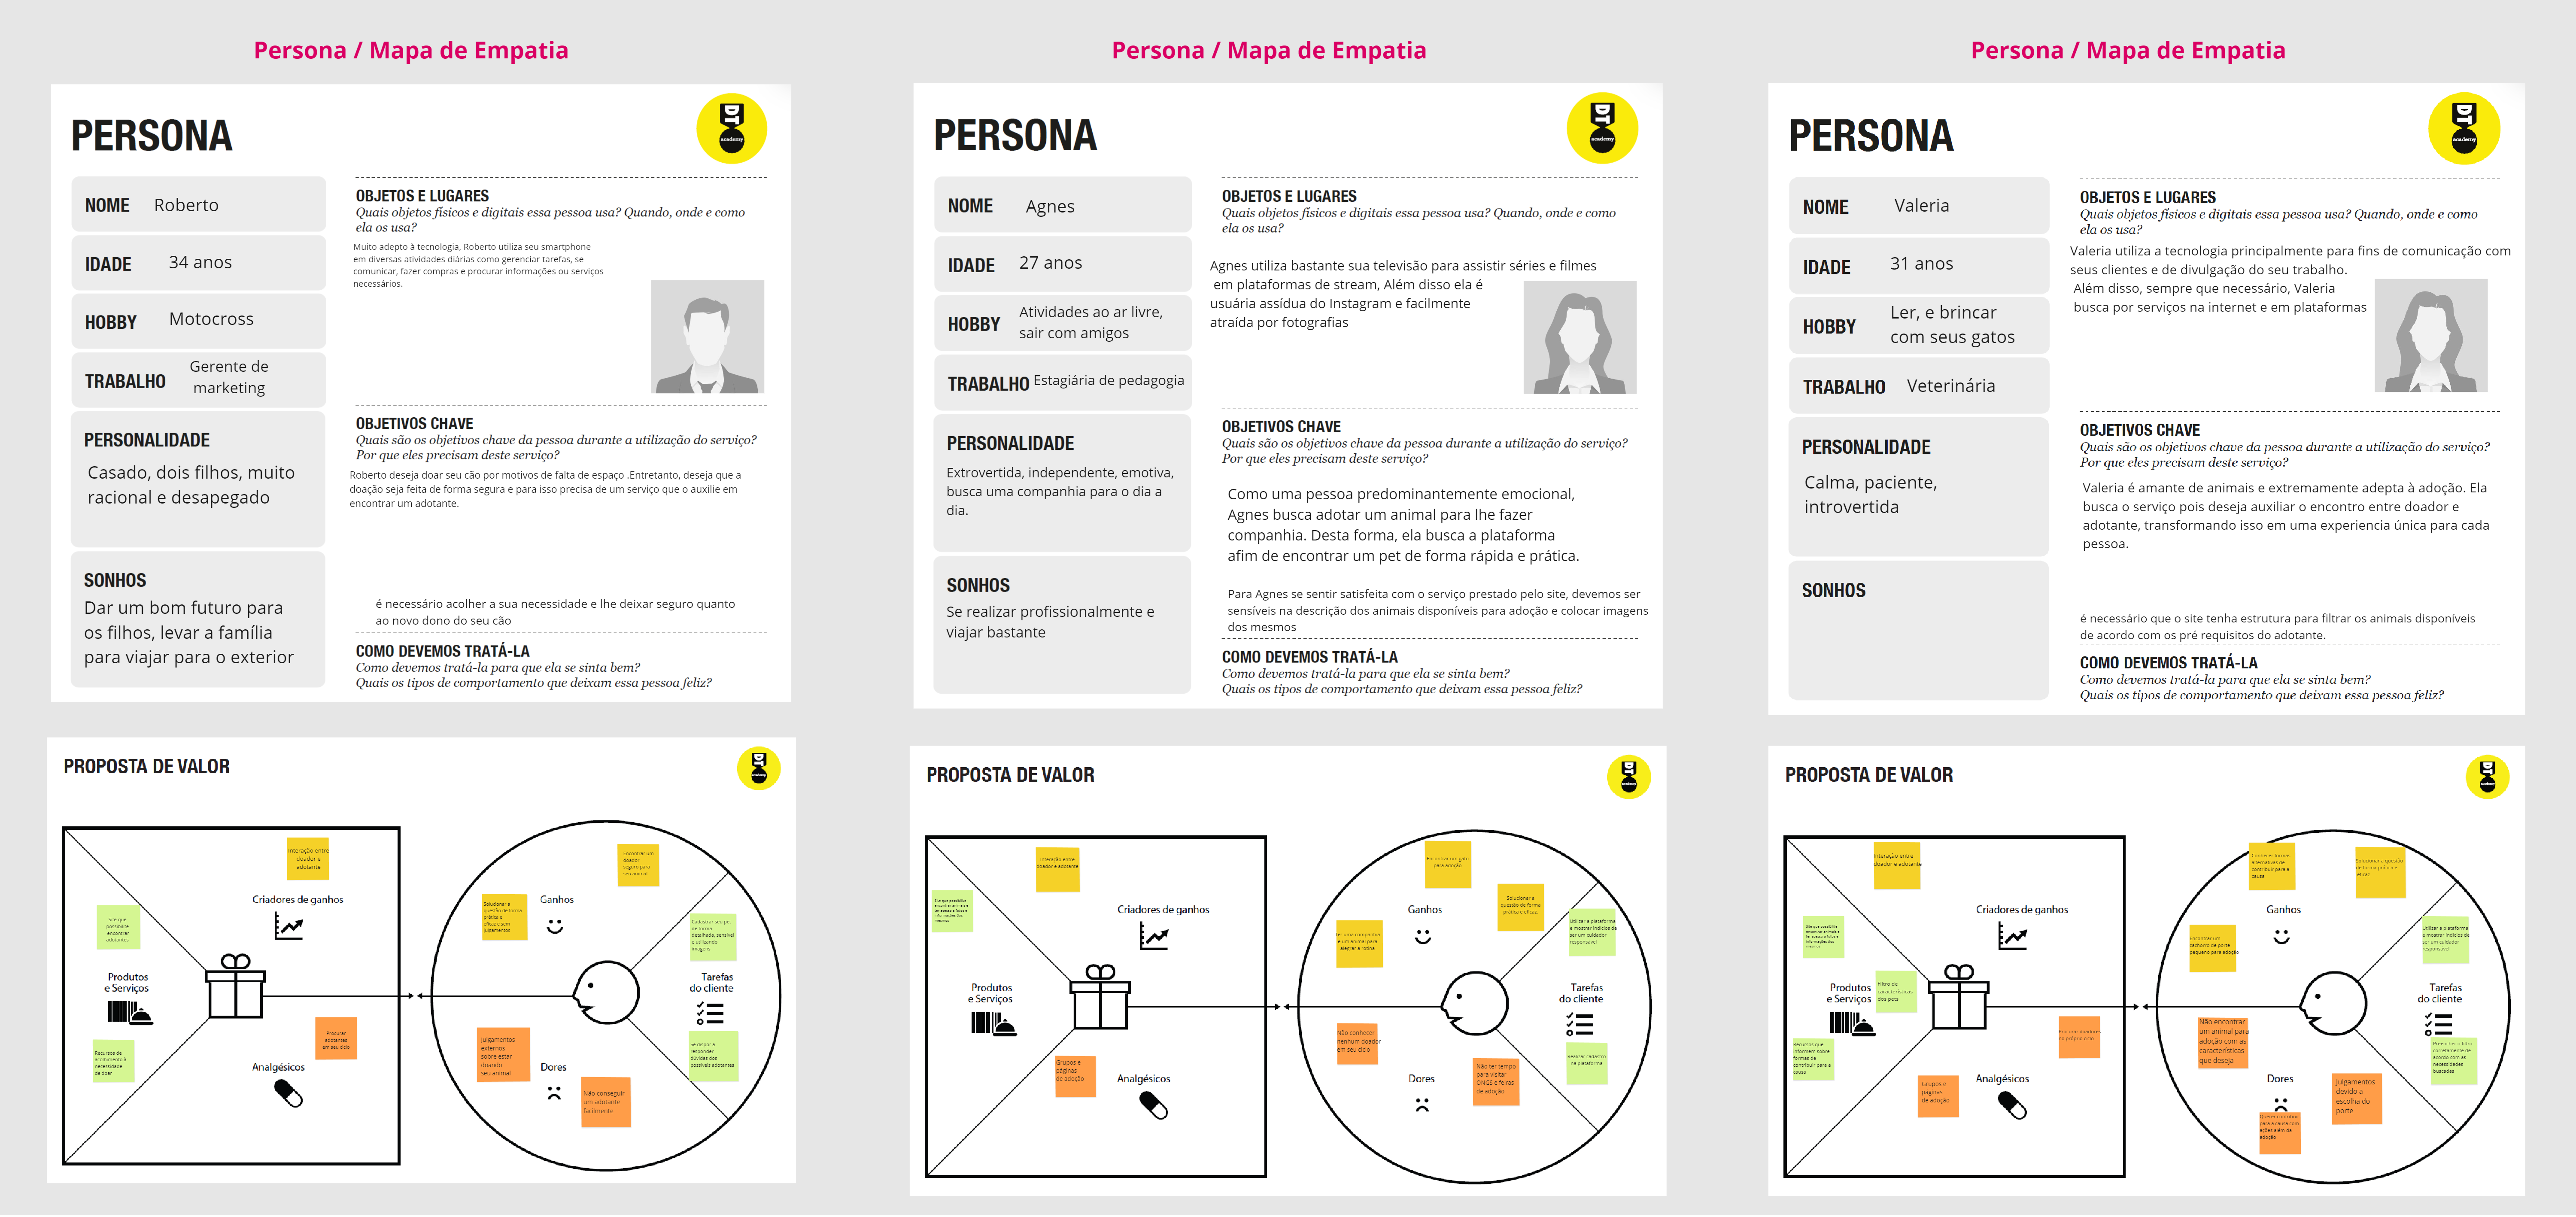 Persona / Mapa de Empatia
PERSONA
DT
academy
NOME Roberto
IDADE 34 anos
HOBBY Motocross
TRABALHO Gerente de
marketing
PERSONALIDADE
Casado, dois filhos, muito
racional e desapegado
SONHOS
Dar um bom futuro para
os filhos, levar a família
para viajar para o exterior
OBJETOS E LUGARES
Quais objetos físicos e digitais essa pessoa usa? Quando, onde e como
ela os usa?
Muito adepto à tecnologia, Roberto utiliza seu smartphone
em diversas atividades diárias como gerenciar tarefas, se
comunicar, fazer compras e procurar informações ou serviços
necessários.
OBJETIVOS CHAVE
Quais são os objetivos chave da pessoa durante a utilização do serviço?
Por que eles precisam deste serviço?
Roberto deseja doar seu cão por motivos de falta de espaço .Entretanto, deseja que a
doação seja feita de forma segura e para isso precisa de um serviço que o auxilie em
encontrar um adotante.
é necessário acolher a sua necessidade e lhe deixar seguro quanto
ao novo dono do seu cão
COMO DEVEMOS TRATÁ-LA
Como devemos tratá-la para que ela se sinta bem?
Quais os tipos de comportamento que deixam essa pessoa feliz?
Persona / Mapa de Empatia
PERSONA
DT
academy
NOME Agnes
IDADE 27 anos
HOBBY Atividades ao ar livre,
sair com amigos
TRABALHO Estagiária de pedagogia
PERSONALIDADE
Extrovertida, independente, emotiva,
busca uma companhia para o dia a
dia.
SONHOS
Se realizar profissionalmente e
viajar bastante
OBJETOS E LUGARES
Quais objetos físicos e digitais essa pessoa usa? Quando, onde e como
ela os usa?
Agnes utiliza bastante sua televisão para assistir séries e filmes
em plataformas de stream, Além disso ela é
usuária assídua do Instagram e facilmente
atraída por fotografias
OBJETIVOS CHAVE
Quais são os objetivos chave da pessoa durante a utilização do serviço?
Por que eles precisam deste serviço?
Como uma pessoa predominantemente emocional,
Agnes busca adotar um animal para lhe fazer
companhia. Desta forma, ela busca a plataforma
afim de encontrar um pet de forma rápida e prática.
Para Agnes se sentir satisfeita com o serviço prestado pelo site, devemos ser
sensíveis na descrição dos animais disponíveis para adoção e colocar imagens
dos mesmos
COMO DEVEMOS TRATÁ-LA
Como devemos tratá-la para que ela se sinta bem?
Quais os tipos de comportamento que deixam essa pessoa feliz?
Persona / Mapa de Empatia
PERSONA
DT
academy
NOME Valeria
IDADE 31 anos
HOBBY Ler, e brincar
com seus gatos
TRABALHO Veterinária
PERSONALIDADE
Calma, paciente,
introvertida
SONHOS
OBJETOS E LUGARES
Quais objetos físicos e digitais essa pessoa usa? Quando, onde e como
ela os usa?
Valeria utiliza a tecnologia principalmente para fins de comunicação com
seus clientes e de divulgação do seu trabalho.
Além disso, sempre que necessário, Valeria
busca por serviços na internet e em plataformas
OBJETIVOS CHAVE
Quais são os objetivos chave da pessoa durante a utilização do serviço?
Por que eles precisam deste serviço?
Valeria é amante de animais e extremamente adepta à adoção. Ela
busca o serviço pois deseja auxiliar o encontro entre doador e
adotante, transformando isso em uma experiencia única para cada
pessoa.
é necessário que o site tenha estrutura para filtrar os animais disponíveis
de acordo com os pré requisitos do adotante.
COMO DEVEMOS TRATÁ-LA
Como devemos tratá-la para que ela se sinta bem?
Quais os tipos de comportamento que deixam essa pessoa feliz?
PROPOSTA DE VALOR
DT
Interação entre
doador e
adotante
Criadores de ganhos
Site que
possibilite
encontrar
adotantes
Produtos
e Serviços
Recursos de
acolhimento à
necessidade
de doar
Procurar
adotantes
em seu ciclo
Analgésicos
Encontrar um
doador
seguro para
seu animal
Solucionar a
questão de forma
prática e
eficaz e sem
julgamentos
Ganhos
Cadastrar seu pet
de forma
detalhada, sensível
e utilizando
imagens
Tarefas
do cliente
Se dispor a
responder
dúvidas dos
possíveis adotantes
Julgamentos
externos
sobre estar
doando
seu animal
Dores
Não conseguir
um adotante
facilmente
PROPOSTA DE VALOR
DT
Interação entre
doador e adotante
Site que possibilite
encontrar animais e
ter acesso a fotos e
informações dos
mesmos
Criadores de ganhos
Produtos
e Serviços
Grupos e
páginas
de adoção
Analgésicos
Encontrar um gato
para adoção
Solucionar a
questão de forma
prática e eficaz.
Ganhos
Ter uma companhia
e um animal para
alegrar a rotina
Utilizar a plataforma
e mostrar indícios de
ser um cuidador
responsável
Tarefas
do cliente
Realizar cadastro
na plataforma
Não conhecer
nenhum doador
em seu ciclo
Dores
Não ter tempo
para visitar
ONGS e feiras
de adoção
PROPOSTA DE VALOR
DT
Interação entre
doador e adotante
Criadores de ganhos
Site que possibilite
encontrar animais e
ter acesso a fotos e
informações dos
mesmos
Produtos
e Serviços
Filtro de
características
dos pets
Recursos que
informem sobre
formas de
contribuir para a
causa
Procurar doadores
no próprio ciclo
Grupos e
páginas
de adoção
Analgésicos
Conhecer formas
alternativas de
contribuir para a
causa
Solucionar a questão
de forma prática e
eficaz
Ganhos
Encontrar um
cachorro de porte
pequeno para adoção
Utilizar a plataforma
e mostrar indícios de
ser um cuidador
responsável
Tarefas
do cliente
Preencher o filtro
corretamente de
acordo com as
necessidades
buscadas
Não encontrar
um animal para
adoção com as
características
que deseja
Dores
Julgamentos
devido a
escolha do
porte
Querer contribuir
para a causa com
ações além da
adoção